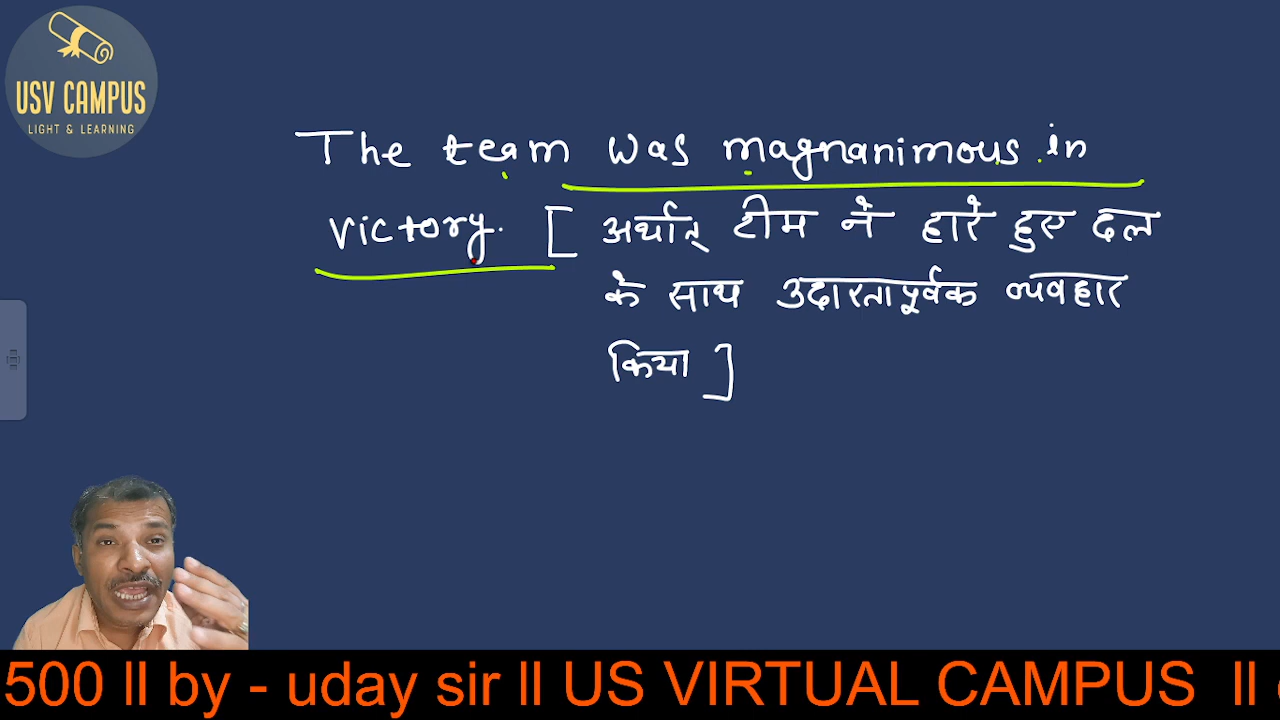 USV CAMPUS
LIGHT & LEARNING
The team was magnanimous in
victory. [ अर्थात् टीम ने हारे हुए दल
के साथ उदारतापूर्वक व्यवहार
किया ]
500 ll by - uday sir ll US VIRTUAL CAMPUS ll